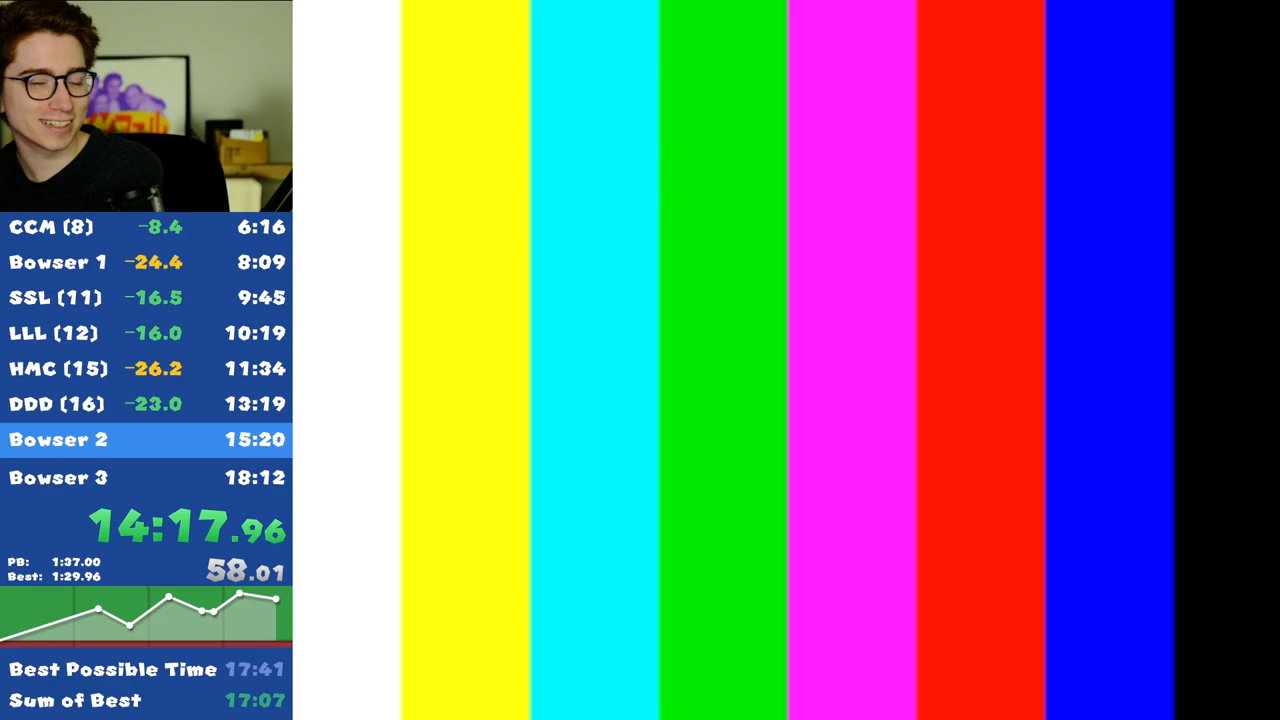 CCM (8) -8.4 6:16
Bowser 1 -24.4 8:09
SSL (11) -16.5 9:45
LLL (12) -16.0 10:19
HMC (15) -26.2 11:34
DDD (16) -23.0 13:19
Bowser 2 15:20
Bowser 3 18:12
14:17.96
PB: 1:37.00
Best: 1:29.96
58.01
Best Possible Time 17:41
Sum of Best 17:07